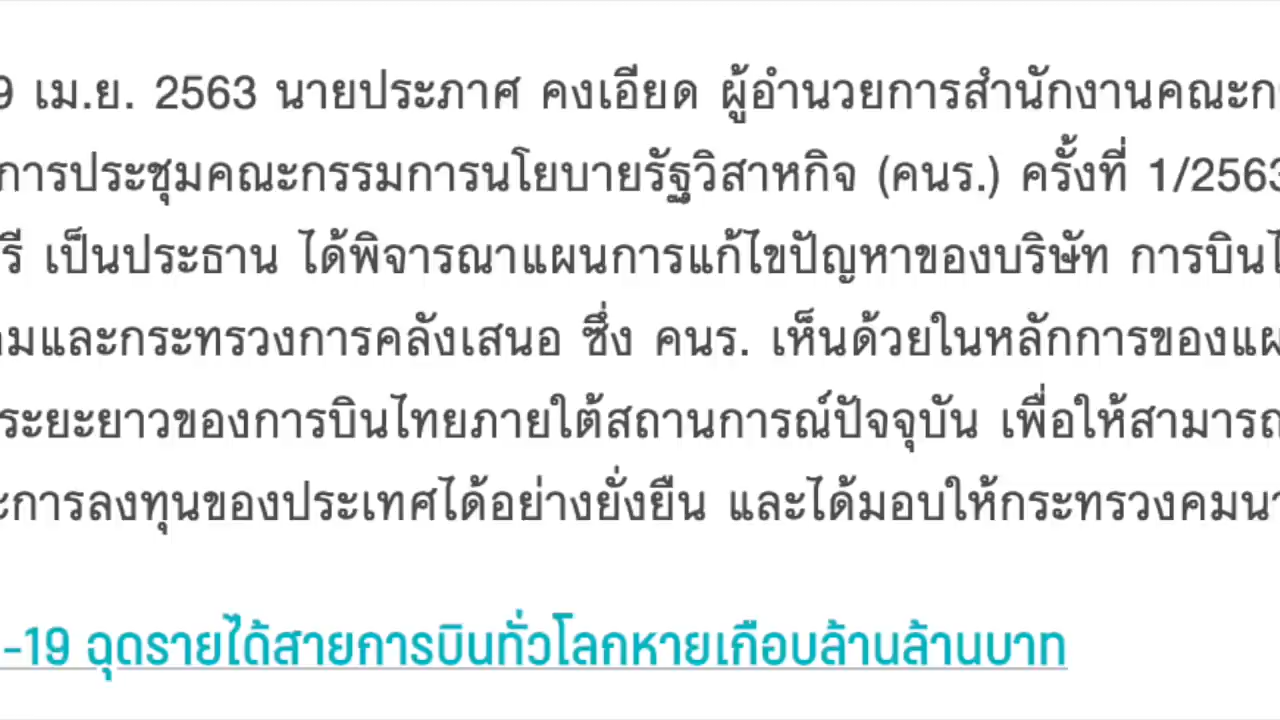 9 เม.ย. 2563 นายประภาศ คงเอียด ผู้อำนวยการสำนักงานคณะก
การประชุมคณะกรรมการนโยบายรัฐวิสาหกิจ (คนร.) ครั้งที่ 1/2563
รี เป็นประธาน ได้พิจารณาแผนการแก้ไขปัญหาของบริษัท การบินไ
มและกระทรวงการคลังเสนอ ซึ่ง คนร. เห็นด้วยในหลักการของแผ
ระยะยาวของการบินไทยภายใต้สถานการณ์ปัจจุบัน เพื่อให้สามารถ
ะการลงทุนของประเทศได้อย่างยั่งยืน และได้มอบให้กระทรวงคมนา
-19 ฉุดรายได้สายการบินทั่วโลกหายเกือบล้านล้านบาท